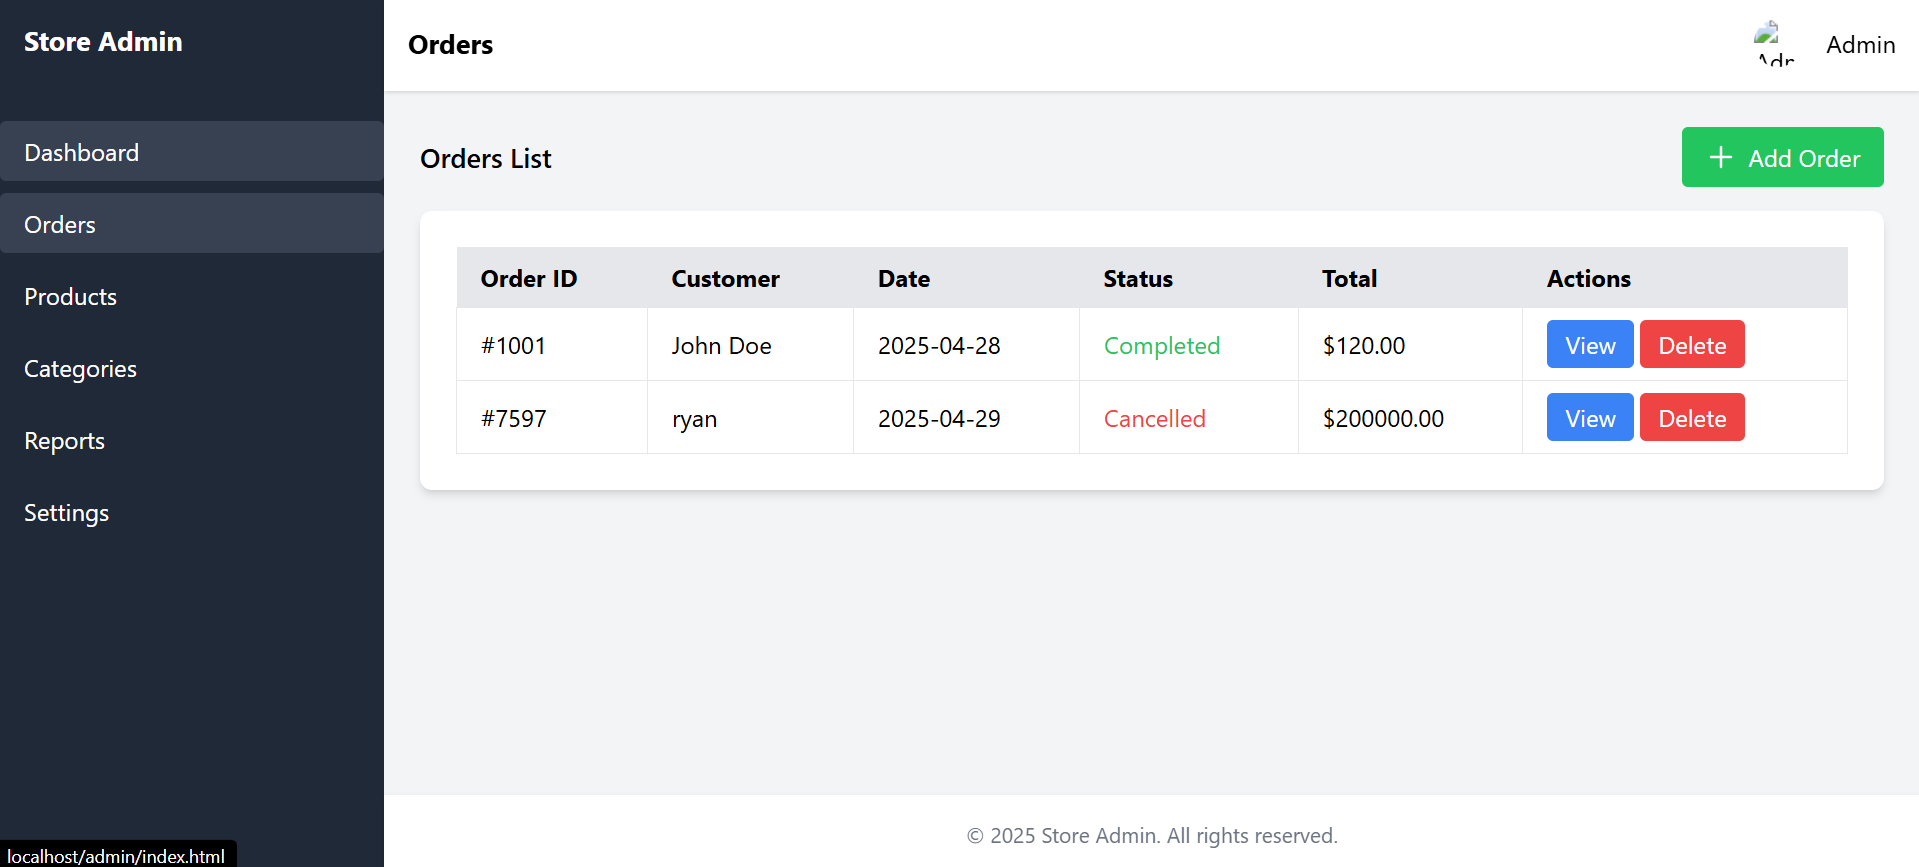 Store Admin
Orders
Admin
Dashboard
Orders
Products
Categories
Reports
Settings
Orders List
Add Order
Order ID Customer Date Status Total Actions
#1001 John Doe 2025-04-28 Completed $120.00 View Delete
#7597 ryan 2025-04-29 Cancelled $200000.00 View Delete
© 2025 Store Admin. All rights reserved.
localhost/admin/index.html